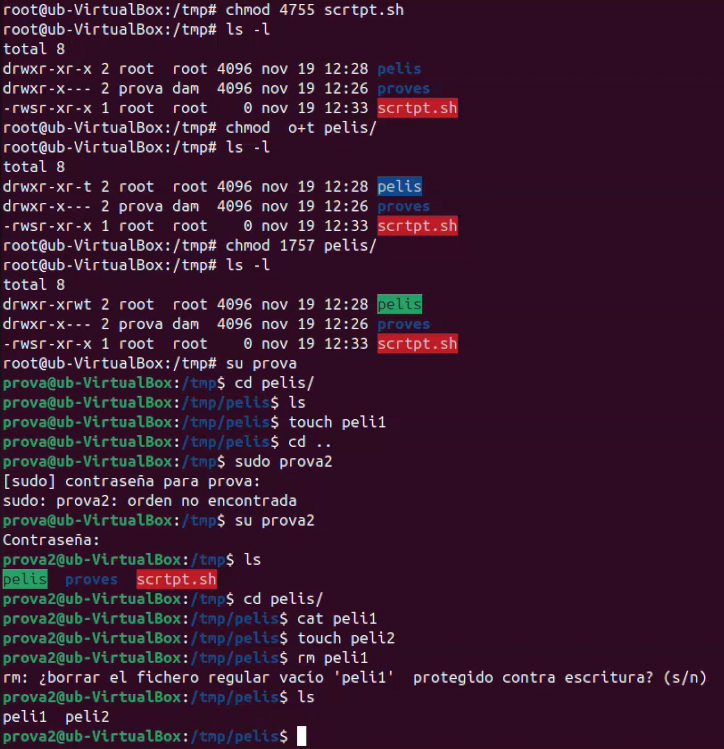 root@ub-VirtualBox:/tmp# chmod 4755 scrtpt.sh
root@ub-VirtualBox:/tmp# ls -l
total 8
drwxr-xr-x 2 root  root 4096 nov 19 12:28 pelis
drwxr-x--- 2 prova dam  4096 nov 19 12:26 proves
-rwsr-xr-x 1 root  root    0 nov 19 12:33 scrtpt.sh
root@ub-VirtualBox:/tmp# chmod  o+t pelis/
root@ub-VirtualBox:/tmp# ls -l
total 8
drwxr-xr-t 2 root  root 4096 nov 19 12:28 pelis
drwxr-x--- 2 prova dam  4096 nov 19 12:26 proves
-rwsr-xr-x 1 root  root    0 nov 19 12:33 scrtpt.sh
root@ub-VirtualBox:/tmp# chmod 1757 pelis/
root@ub-VirtualBox:/tmp# ls -l
total 8
drwxr-xrwt 2 root  root 4096 nov 19 12:28 pelis
drwxr-x--- 2 prova dam  4096 nov 19 12:26 proves
-rwsr-xr-x 1 root  root    0 nov 19 12:33 scrtpt.sh
root@ub-VirtualBox:/tmp# su prova
prova@ub-VirtualBox:/tmp$ cd pelis/
prova@ub-VirtualBox:/tmp/pelis$ ls
prova@ub-VirtualBox:/tmp/pelis$ touch peli1
prova@ub-VirtualBox:/tmp/pelis$ cd ..
prova@ub-VirtualBox:/tmp$ sudo prova2
[sudo] contraseña para prova:
sudo: prova2: orden no encontrada
prova@ub-VirtualBox:/tmp$ su prova2
Contraseña:
prova2@ub-VirtualBox:/tmp$ ls
pelis  proves  scrtpt.sh
prova2@ub-VirtualBox:/tmp$ cd pelis/
prova2@ub-VirtualBox:/tmp/pelis$ cat peli1
prova2@ub-VirtualBox:/tmp/pelis$ touch peli2
prova2@ub-VirtualBox:/tmp/pelis$ rm peli1
rm: ¿borrar el fichero regular vacío 'peli1'  protegido contra escritura? (s/n)
prova2@ub-VirtualBox:/tmp/pelis$ ls
peli1  peli2
prova2@ub-VirtualBox:/tmp/pelis$